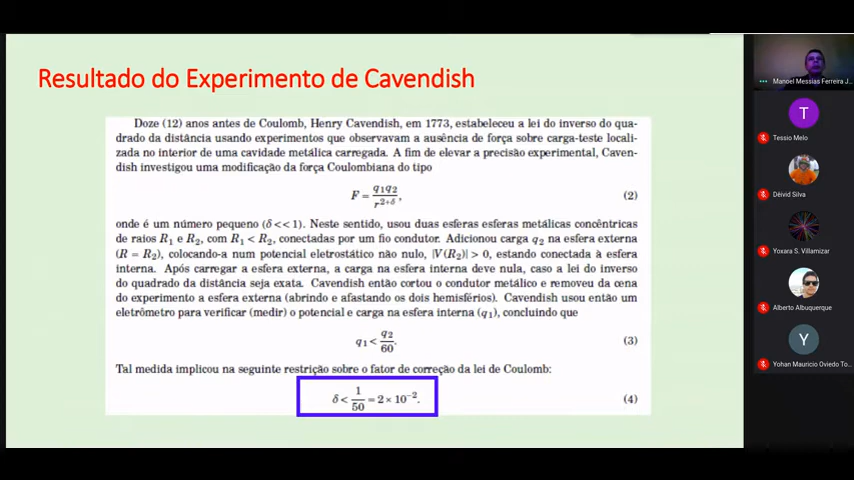 Resultado do Experimento de Cavendish
Doze (12) anos antes de Coulomb, Henry Cavendish, em 1773, estabeleceu a lei do inverso do qua-
drado da distância usando experimentos que observavam a ausência de força sobre carga-teste locali-
zada no interior de uma cavidade metálica carregada. A fim de elevar a precisão experimental, Caven-
dish investigou uma modificação da força Coulombiana do tipo
F = q1q2 / r^(2+δ), (2)
onde é um número pequeno (δ << 1). Neste sentido, usou duas esferas esferas metálicas concêntricas
de raios R1 e R2, com R1 < R2, conectadas por um fio condutor. Adicionou carga q2 na esfera externa
(R = R2), colocando-a num potencial eletrostático não nulo, |V(R2)| > 0, estando conectada à esfera
interna. Após carregar a esfera externa, a carga na esfera interna deve nula, caso a lei do inverso
do quadrado da distância seja exata. Cavendish então cortou o condutor metálico e removeu da cena
do experimento a esfera externa (abrindo e afastando os dois hemisférios). Cavendish usou então um
eletrômetro para verificar (medir) o potencial e carga na esfera interna (q1), concluindo que
q1 < q2 / 60. (3)
Tal medida implicou na seguinte restrição sobre o fator de correção da lei de Coulomb:
δ < 1/50 = 2 × 10^-2. (4)
Manoel Messias Ferreira J...
T
Tessio Melo
Déivid Silva
Yoxara S. Villamizar
Alberto Albuquerque
Y
Yohan Mauricio Oviedo To...